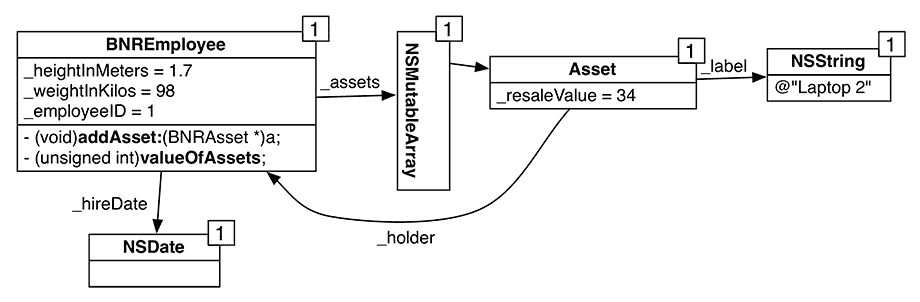 1
BNREmployee
_heightInMeters = 1.7
_weightInKilos = 98
_employeeID = 1
- (void)addAsset:(BNRAsset *)a;
- (unsigned int)valueOfAssets;
_assets
1
NSMutableArray
1
Asset
_resaleValue = 34
_label
1
NSString
@"Laptop 2"
_holder
_hireDate
1
NSDate